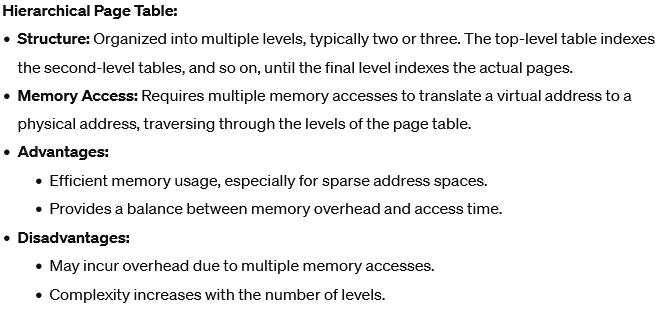 Hierarchical Page Table:
• Structure: Organized into multiple levels, typically two or three. The top-level table indexes
the second-level tables, and so on, until the final level indexes the actual pages.
• Memory Access: Requires multiple memory accesses to translate a virtual address to a
physical address, traversing through the levels of the page table.
• Advantages:
• Efficient memory usage, especially for sparse address spaces.
• Provides a balance between memory overhead and access time.
• Disadvantages:
• May incur overhead due to multiple memory accesses.
• Complexity increases with the number of levels.